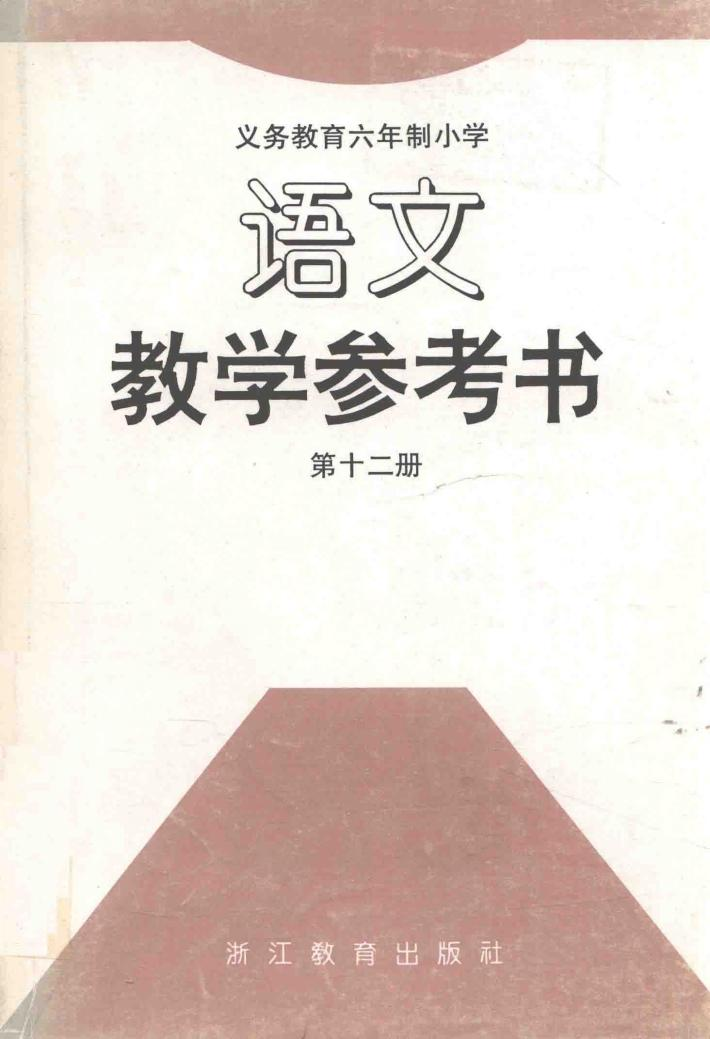 义务教育六年制小学
语文
教学参考书
第十二册
浙江教育出版社